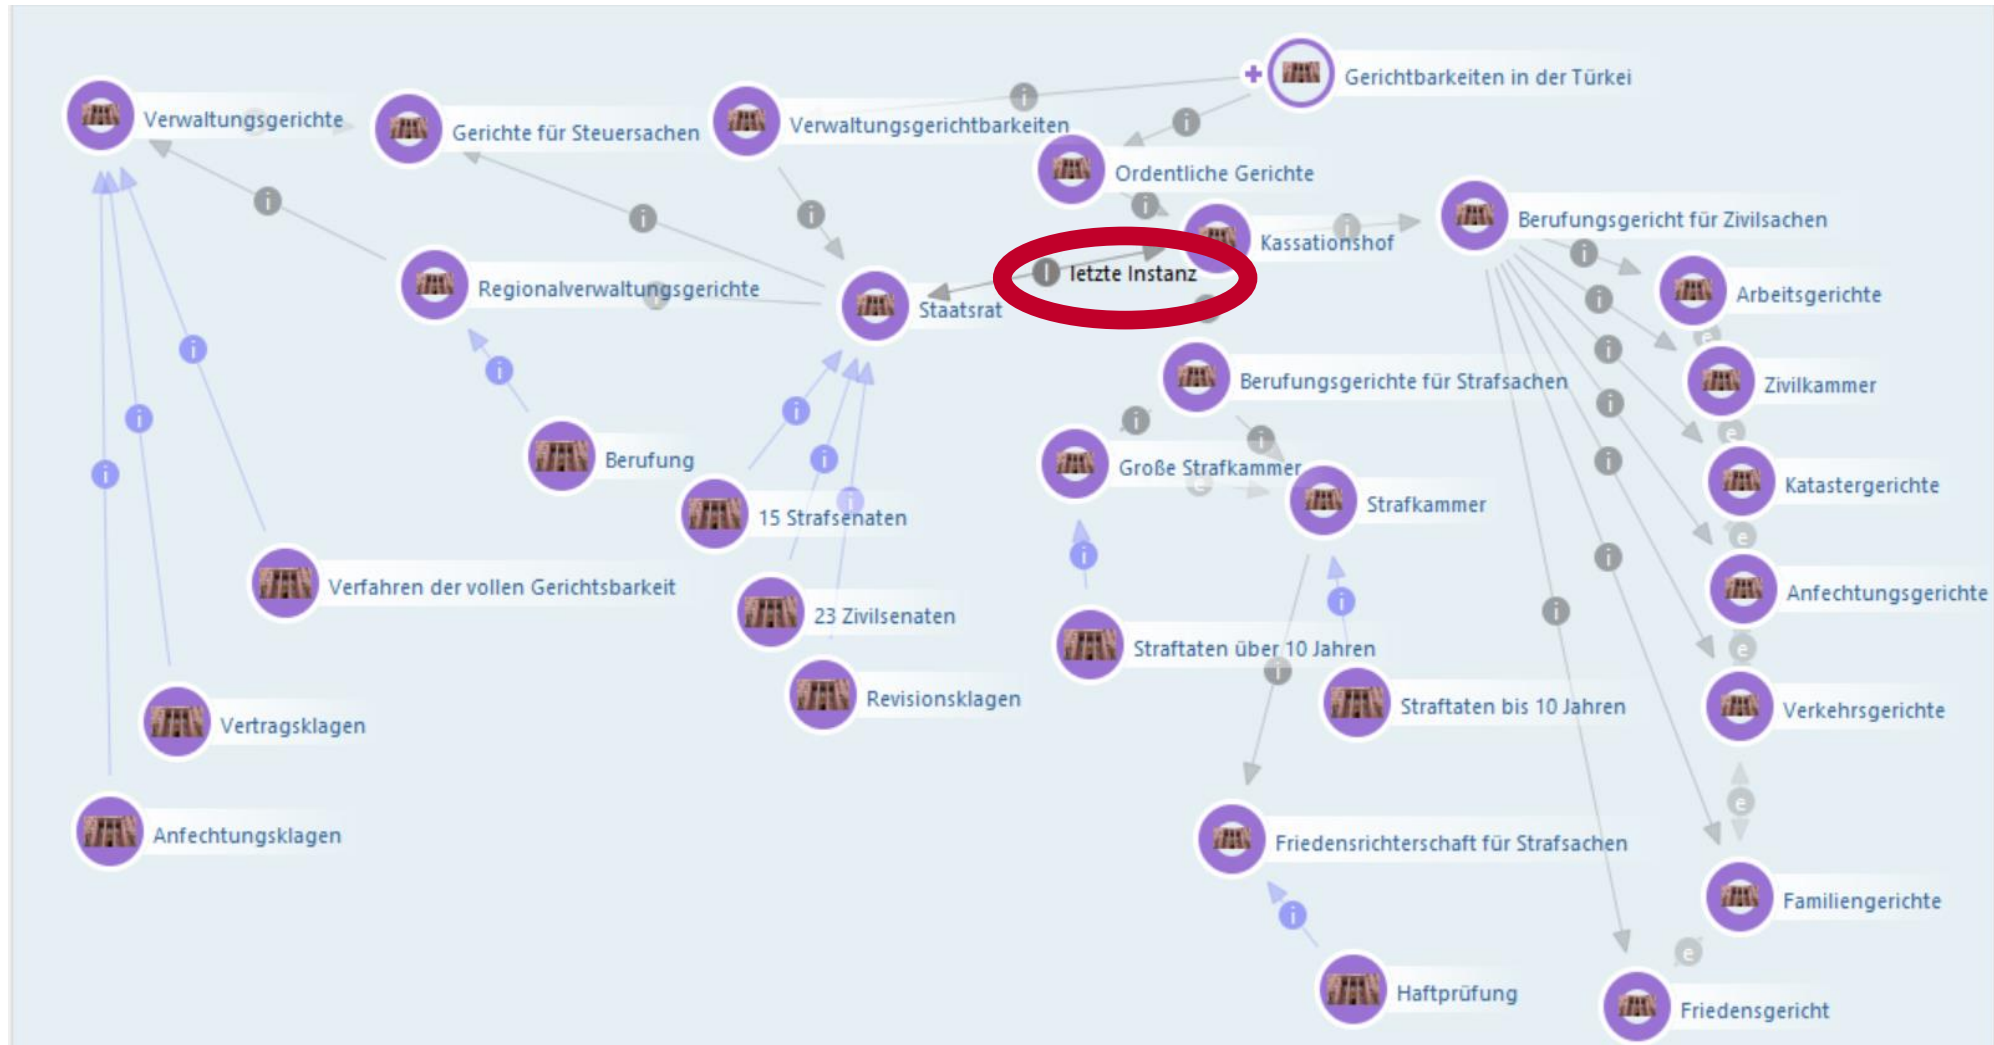 Gerichtbarkeiten in der Türkei
Verwaltungsgerichte
Gerichte für Steuersachen
Verwaltungsgerichtbarkeiten
Ordentliche Gerichte
Berufungsgericht für Zivilsachen
Kassationshof
letzte Instanz
Regionalverwaltungsgerichte
Staatsrat
Arbeitsgerichte
Berufungsgerichte für Strafsachen
Zivilkammer
Berufung
Große Strafkammer
Katastergerichte
Strafkammer
15 Strafsenaten
Verfahren der vollen Gerichtsbarkeit
Anfechtungsgerichte
23 Zivilsenaten
Straftaten über 10 Jahren
Revisionsklagen
Straftaten bis 10 Jahren
Verkehrsgerichte
Vertragsklagen
Anfechtungsklagen
Friedensrichterschaft für Strafsachen
Familiengerichte
Haftprüfung
Friedensgericht